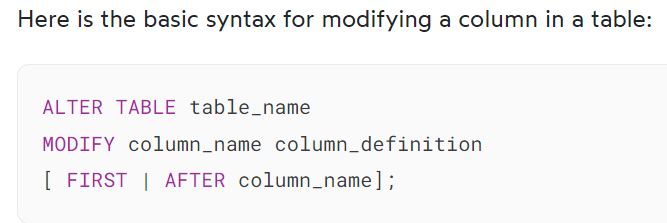 Here is the basic syntax for modifying a column in a table:
ALTER TABLE table_name
MODIFY column_name column_definition
[ FIRST | AFTER column_name];